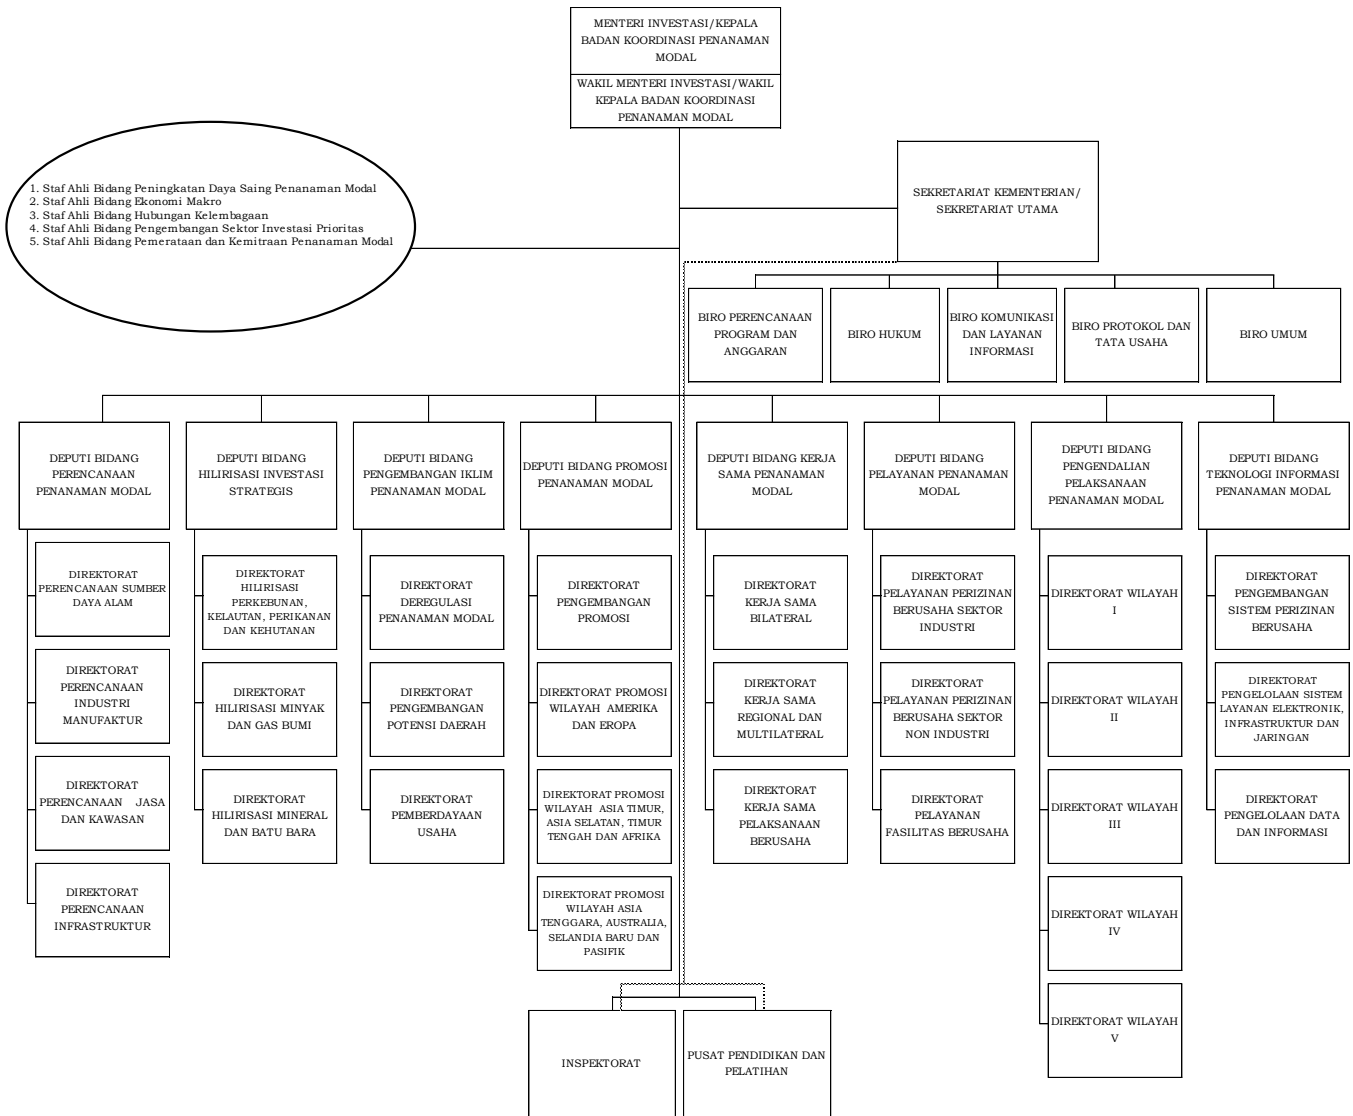 MENTERI INVESTASI/KEPALA
BADAN KOORDINASI PENANAMAN
MODAL
WAKIL MENTERI INVESTASI/WAKIL
KEPALA BADAN KOORDINASI
PENANAMAN MODAL
1. Staf Ahli Bidang Peningkatan Daya Saing Penanaman Modal
2. Staf Ahli Bidang Ekonomi Makro
3. Staf Ahli Bidang Hubungan Kelembagaan
4. Staf Ahli Bidang Pengembangan Sektor Investasi Prioritas
5. Staf Ahli Bidang Pemerataan dan Kemitraan Penanaman Modal
SEKRETARIAT KEMENTERIAN/
SEKRETARIAT UTAMA
BIRO PERENCANAAN
PROGRAM DAN
ANGGARAN
BIRO HUKUM
BIRO KOMUNIKASI
DAN LAYANAN
INFORMASI
BIRO PROTOKOL DAN
TATA USAHA
BIRO UMUM
DEPUTI BIDANG
PERENCANAAN
PENANAMAN MODAL
DEPUTI BIDANG
HILIRISASI INVESTASI
STRATEGIS
DEPUTI BIDANG
PENGEMBANGAN IKLIM
PENANAMAN MODAL
DEPUTI BIDANG PROMOSI
PENANAMAN MODAL
DEPUTI BIDANG KERJA
SAMA PENANAMAN
MODAL
DEPUTI BIDANG
PELAYANAN PENANAMAN
MODAL
DEPUTI BIDANG
PENGENDALIAN
PELAKSANAAN
PENANAMAN MODAL
DEPUTI BIDANG
TEKNOLOGI INFORMASI
PENANAMAN MODAL
DIREKTORAT
PERENCANAAN SUMBER
DAYA ALAM
DIREKTORAT
PERENCANAAN
INDUSTRI
MANUFAKTUR
DIREKTORAT
PERENCANAAN JASA
DAN KAWASAN
DIREKTORAT
PERENCANAAN
INFRASTRUKTUR
DIREKTORAT
HILIRISASI
PERKEBUNAN,
KELAUTAN, PERIKANAN
DAN KEHUTANAN
DIREKTORAT
HILIRISASI MINYAK
DAN GAS BUMI
DIREKTORAT
HILIRISASI MINERAL
DAN BATU BARA
DIREKTORAT
DEREGULASI
PENANAMAN MODAL
DIREKTORAT
PENGEMBANGAN
POTENSI DAERAH
DIREKTORAT
PEMBERDAYAAN
USAHA
DIREKTORAT
PENGEMBANGAN
PROMOSI
DIREKTORAT PROMOSI
WILAYAH AMERIKA
DAN EROPA
DIREKTORAT PROMOSI
WILAYAH ASIA TIMUR,
ASIA SELATAN, TIMUR
TENGAH DAN AFRIKA
DIREKTORAT PROMOSI
WILAYAH ASIA
TENGGARA, AUSTRALIA,
SELANDIA BARU DAN
PASIFIK
DIREKTORAT
KERJA SAMA
BILATERAL
DIREKTORAT
KERJA SAMA
REGIONAL DAN
MULTILATERAL
DIREKTORAT
KERJA SAMA
PELAKSANAAN
BERUSAHA
DIREKTORAT
PELAYANAN PERIZINAN
BERUSAHA SEKTOR
INDUSTRI
DIREKTORAT
PELAYANAN PERIZINAN
BERUSAHA SEKTOR
NON INDUSTRI
DIREKTORAT
PELAYANAN
FASILITAS BERUSAHA
DIREKTORAT WILAYAH
I
DIREKTORAT WILAYAH
II
DIREKTORAT WILAYAH
III
DIREKTORAT WILAYAH
IV
DIREKTORAT WILAYAH
V
DIREKTORAT
PENGEMBANGAN
SISTEM PERIZINAN
BERUSAHA
DIREKTORAT
PENGELOLAAN SISTEM
LAYANAN ELEKTRONIK,
INFRASTRUKTUR DAN
JARINGAN
DIREKTORAT
PENGELOLAAN DATA
DAN INFORMASI
INSPEKTORAT
PUSAT PENDIDIKAN DAN
PELATIHAN